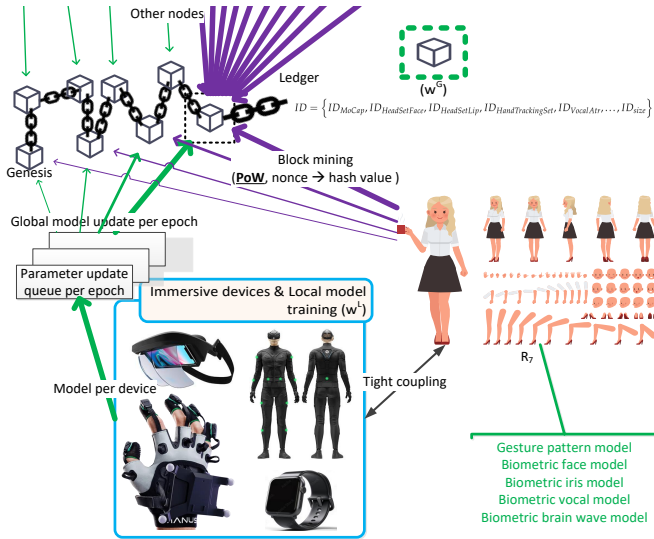 Other nodes
Ledger
(w^G)
ID = {ID_MoCap, ID_HeadSetFace, ID_HeadSetLip, ID_HandTrackingSet, ID_VocalAtr, ..., ID_size}
Genesis
Block mining
(PoW, nonce → hash value )
Global model update per epoch
Parameter update
queue per epoch
Immersive devices & Local model
training (w^L)
Model per device
Tight coupling
R_7
IANUS
Gesture pattern model
Biometric face model
Biometric iris model
Biometric vocal model
Biometric brain wave model